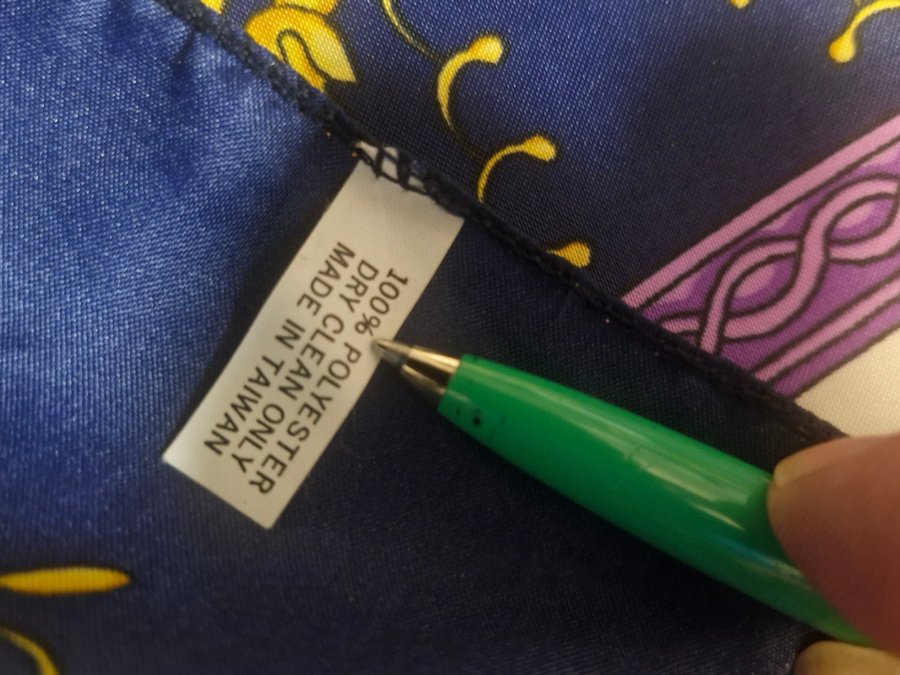 100% POLYESTER
DRY CLEAN ONLY
MADE IN TAIWAN